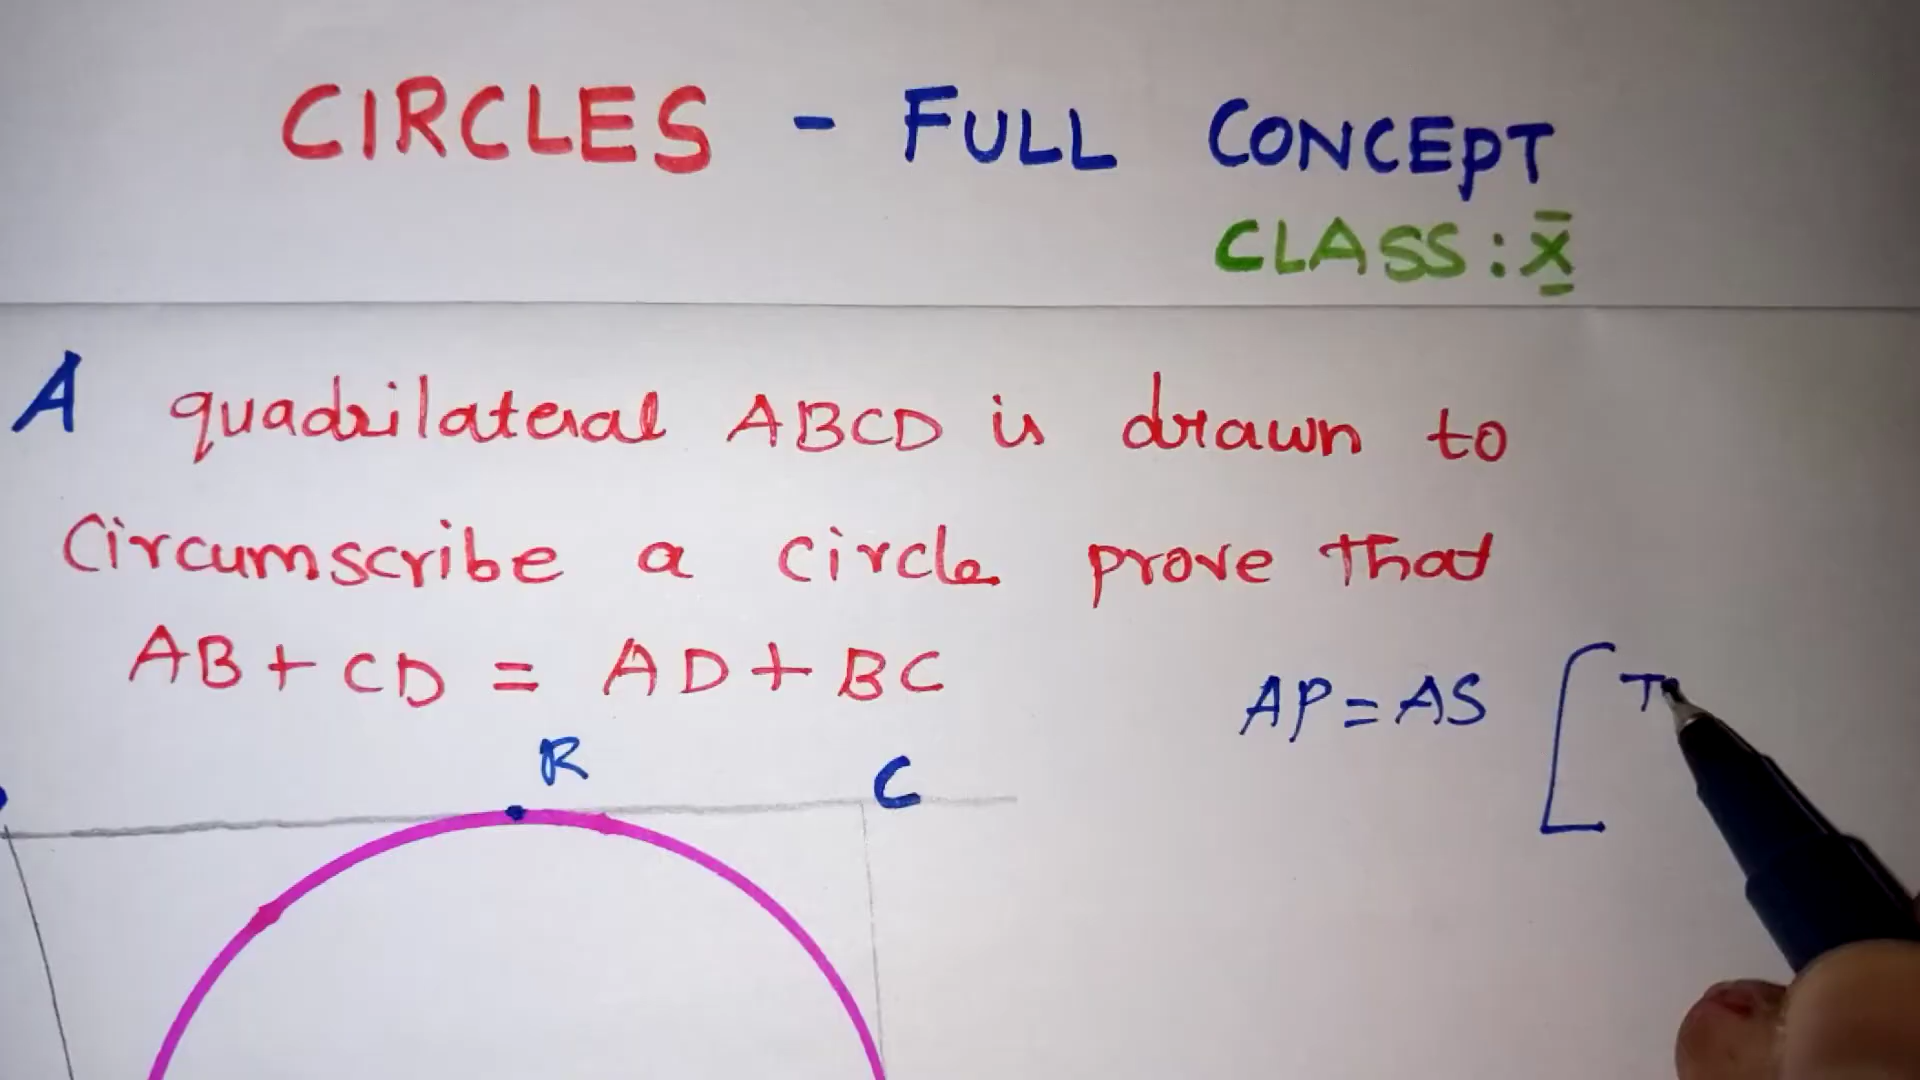 CIRCLES - FULL CONCEPT
CLASS: X
A quadrilateral ABCD is drawn to
Circumscribe a circle prove that
AB + CD = AD + BC
AP = AS [ T
R
C